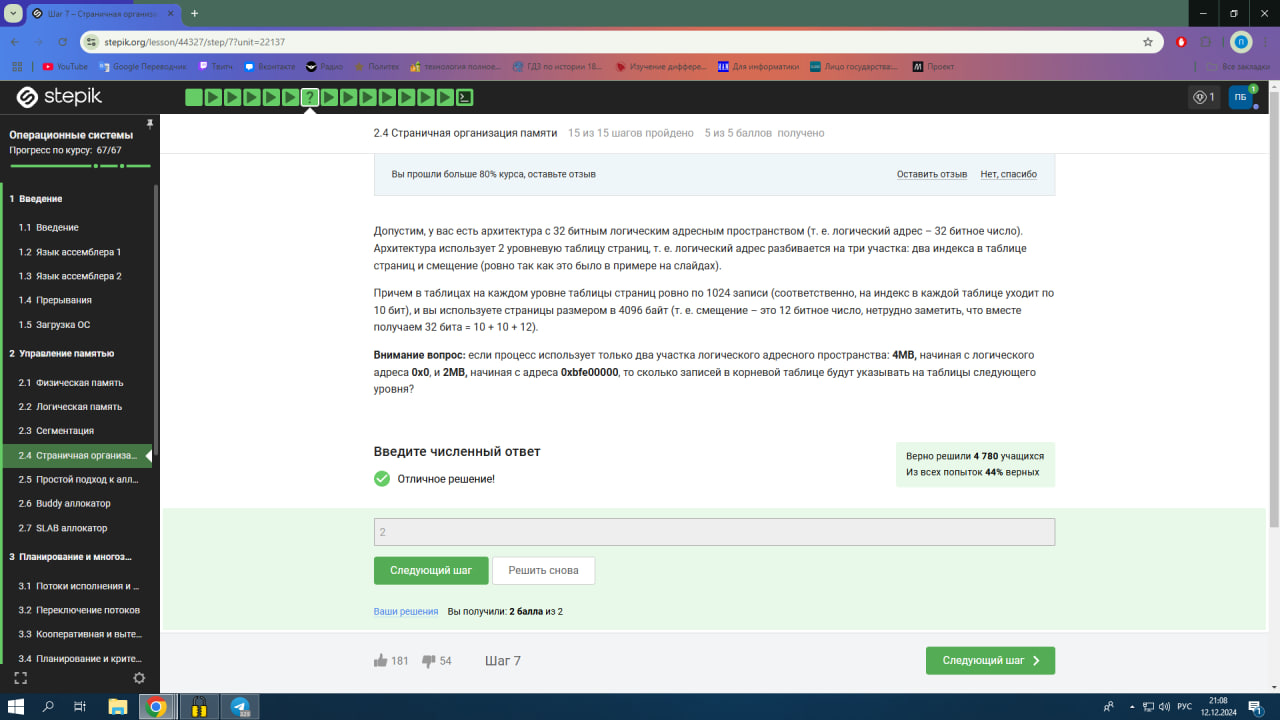 Шаг 7 – Страничная организа
stepik.org/lesson/44327/step/7?unit=22137
П
YouTube
Google Переводчик
Твитч
Вконтакте
Радио
Политех
технология полное...
ГДЗ по истории 18...
Изучение диффере...
Для информатики
Лицо государства:...
Проект
Все закладки
stepik
?
1
ПБ
1
Операционные системы
Прогресс по курсу: 67/67
1 Введение
1.1 Введение
1.2 Язык ассемблера 1
1.3 Язык ассемблера 2
1.4 Прерывания
1.5 Загрузка ОС
2 Управление памятью
2.1 Физическая память
2.2 Логическая память
2.3 Сегментация
2.4 Страничная организа...
2.5 Простой подход к алл...
2.6 Buddy аллокатор
2.7 SLAB аллокатор
3 Планирование и многоз...
3.1 Потоки исполнения и ...
3.2 Переключение потоков
3.3 Кооперативная и выте...
3.4 Планирование и крите...
2.4 Страничная организация памяти 15 из 15 шагов пройдено 5 из 5 баллов получено
Вы прошли больше 80% курса, оставьте отзыв
Оставить отзыв
Нет, спасибо
Допустим, у вас есть архитектура с 32 битным логическим адресным пространством (т. е. логический адрес – 32 битное число).
Архитектура использует 2 уровневую таблицу страниц, т. е. логический адрес разбивается на три участка: два индекса в таблице
страниц и смещение (ровно так как это было в примере на слайдах).
Причем в таблицах на каждом уровне таблицы страниц ровно по 1024 записи (соответственно, на индекс в каждой таблице уходит по
10 бит), и вы используете страницы размером в 4096 байт (т. е. смещение – это 12 битное число, нетрудно заметить, что вместе
получаем 32 бита = 10 + 10 + 12).
Внимание вопрос: если процесс использует только два участка логического адресного пространства: 4MB, начиная с логического
адреса 0x0, и 2MB, начиная с адреса 0xbfe00000, то сколько записей в корневой таблице будут указывать на таблицы следующего
уровня?
Введите численный ответ
Отличное решение!
Верно решили 4 780 учащихся
Из всех попыток 44% верных
2
Следующий шаг
Решить снова
Ваши решения Вы получили: 2 балла из 2
181
54
Шаг 7
Следующий шаг
РУС
21:08
12.12.2024
1